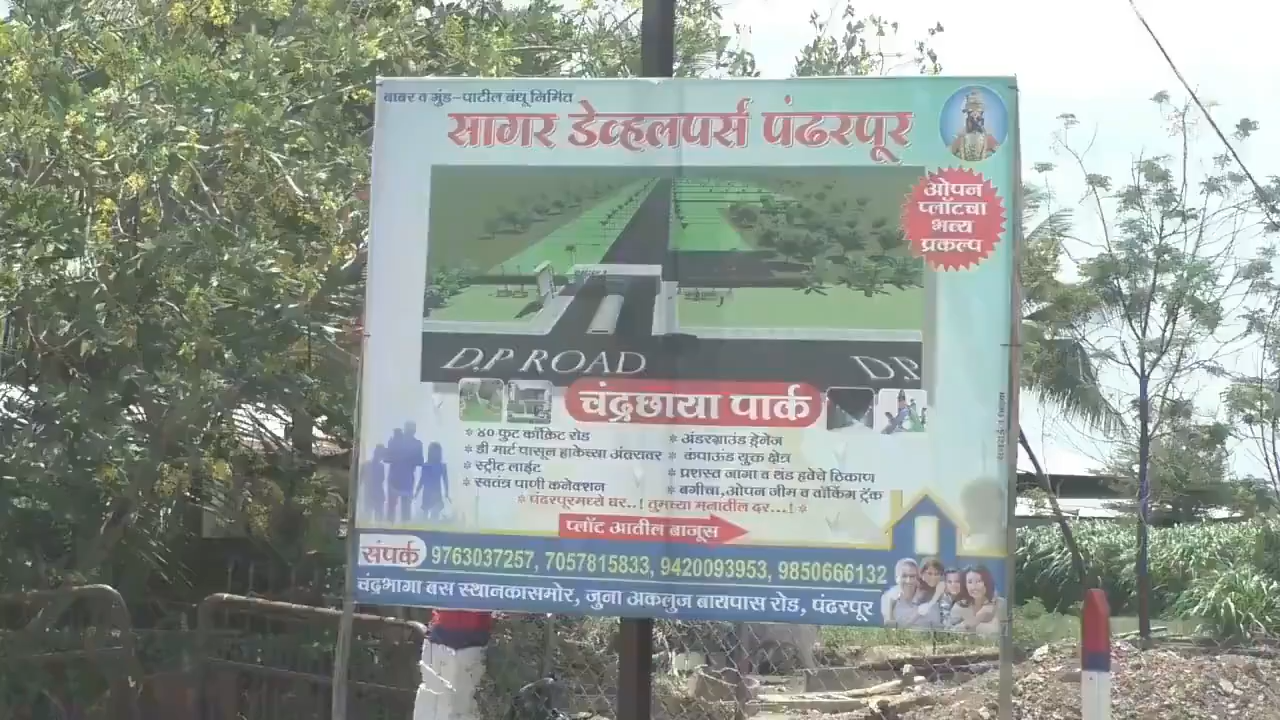 बाबर व गुंड-पाटील बंधू निर्मित
सागर डेव्हलपर्स पंढरपूर
ओपन
प्लॉटचा
भव्य
प्रकल्प
D.P ROAD
D.P
चंद्रछाया पार्क
* ४० फुट काँक्रिट रोड
* डी मार्ट पासून हाकेच्या अंतरावर
* स्ट्रीट लाईट
* स्वतंत्र पाणी कनेक्शन
* अंडरग्राउंड ड्रेनेज
* कंपाऊंड युक्त क्षेत्र
* प्रशस्त जागा व थंड हवेचे ठिकाण
* बगीचा, ओपन जीम व वॉकिंग ट्रॅक
* पंढरपूरमध्ये घर..! तुमच्या मनातील दर...! *
प्लॉट आतील बाजूस
संपर्क 9763037257, 7057815833, 9420093953, 9850666132
चंद्रभागा बस स्थानकासमोर, जुना अकलुज बायपास रोड, पंढरपूर